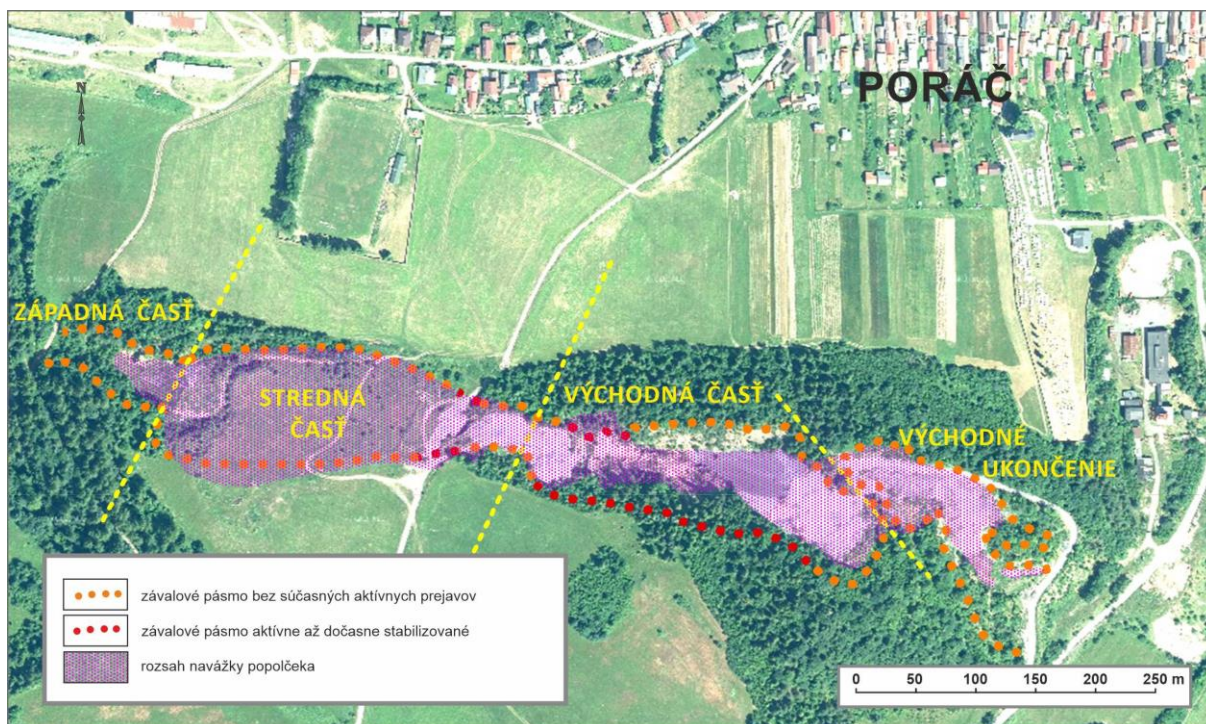 PORÁČ
N
ZÁPADNÁ ČASŤ
STREDNÁ
ČASŤ
VÝCHODNÁ ČASŤ
VÝCHODNÉ
UKONČENIE
závalové pásmo bez súčasných aktívnych prejavov
závalové pásmo aktívne až dočasne stabilizované
rozsah navážky popolčeka
0 50 100 150 200 250 m